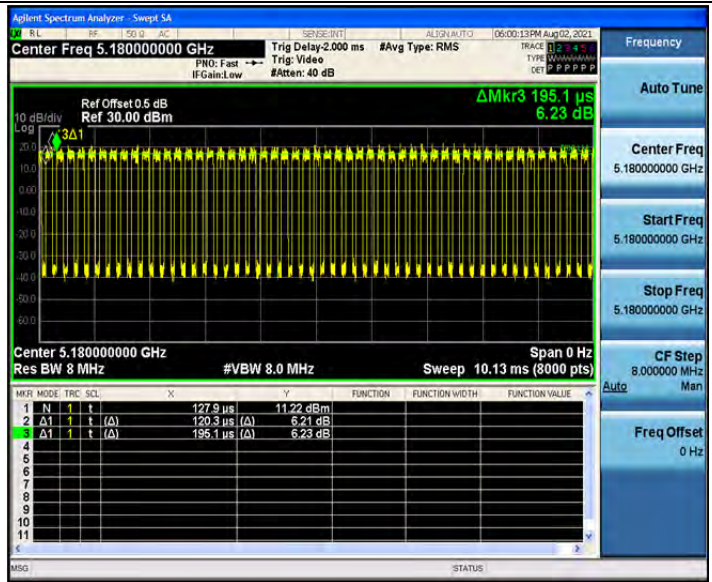 Agilent Spectrum Analyzer - Swept SA
RL RF 50 Ω AC SENSE:INT ALIGN AUTO 06:00:13 PM Aug 02, 2021
Center Freq 5.180000000 GHz
PNO: Fast
IFGain:Low
Trig Delay-2.000 ms
Trig: Video
#Atten: 40 dB
#Avg Type: RMS
TRACE 1 2 3 4 5 6
TYPE
DET P P P P P P
Ref Offset 0.5 dB
Ref 30.00 dBm
10 dB/div
Log
ΔMkr3 195.1 µs
6.23 dB
3Δ1
20.0
10.0
0.00
-10.0
-20.0
-30.0
-40.0
-50.0
-60.0
Center 5.180000000 GHz Span 0 Hz
Res BW 8 MHz #VBW 8.0 MHz Sweep 10.13 ms (8000 pts)
MKR MODE TRC SCL X Y FUNCTION FUNCTION WIDTH FUNCTION VALUE
1 N 1 t 127.9 µs 11.22 dBm
2 Δ1 1 t (Δ) 120.3 µs (Δ) 6.21 dB
3 Δ1 1 t (Δ) 195.1 µs (Δ) 6.23 dB
4
5
6
7
8
9
10
11
MSG STATUS
Frequency
Auto Tune
Center Freq
5.180000000 GHz
Start Freq
5.180000000 GHz
Stop Freq
5.180000000 GHz
CF Step
8.000000 MHz
Auto Man
Freq Offset
0 Hz